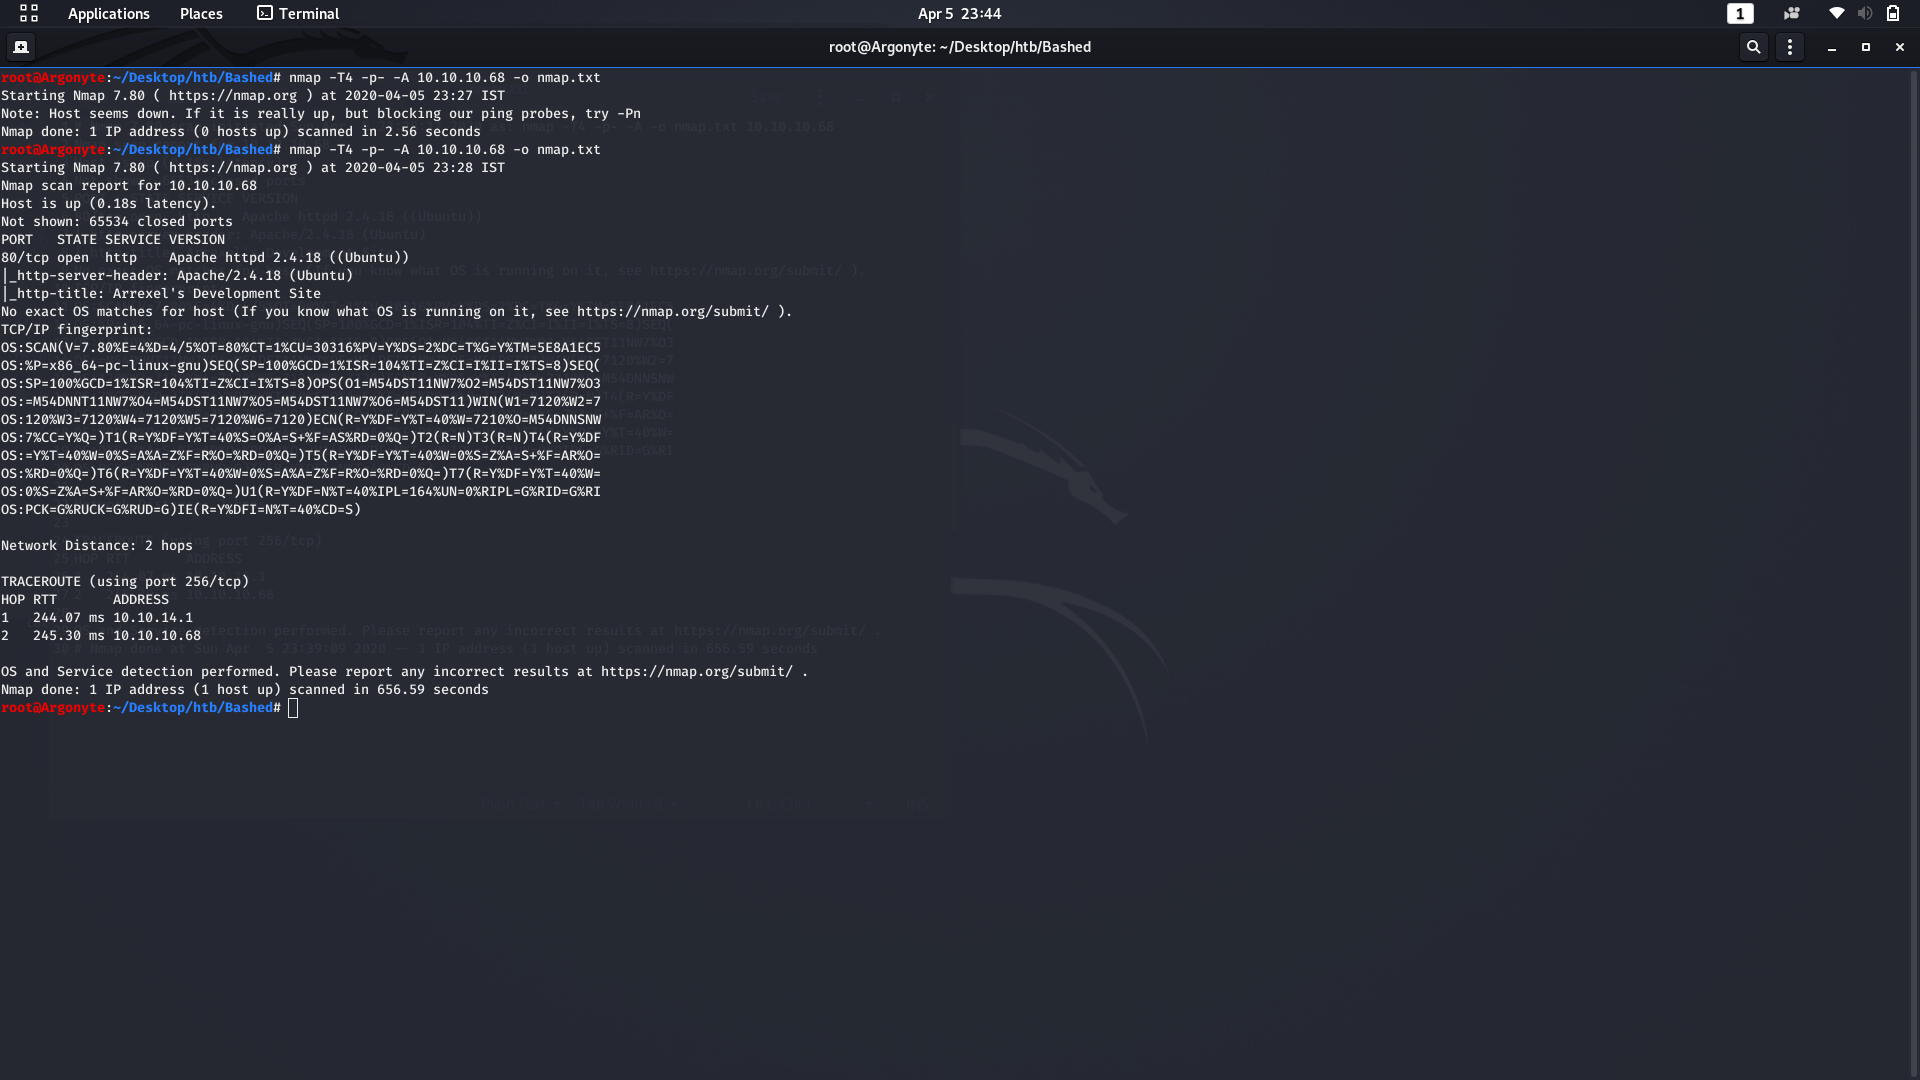 Applications Places Terminal Apr 5 23:44 1
root@Argonyte: ~/Desktop/htb/Bashed
root@Argonyte:~/Desktop/htb/Bashed# nmap -T4 -p- -A 10.10.10.68 -o nmap.txt
Starting Nmap 7.80 ( https://nmap.org ) at 2020-04-05 23:27 IST
Note: Host seems down. If it is really up, but blocking our ping probes, try -Pn
Nmap done: 1 IP address (0 hosts up) scanned in 2.56 seconds
root@Argonyte:~/Desktop/htb/Bashed# nmap -T4 -p- -A 10.10.10.68 -o nmap.txt
Starting Nmap 7.80 ( https://nmap.org ) at 2020-04-05 23:28 IST
Nmap scan report for 10.10.10.68
Host is up (0.18s latency).
Not shown: 65534 closed ports
PORT   STATE SERVICE VERSION
80/tcp open  http    Apache httpd 2.4.18 ((Ubuntu))
|_http-server-header: Apache/2.4.18 (Ubuntu)
|_http-title: Arrexel's Development Site
No exact OS matches for host (If you know what OS is running on it, see https://nmap.org/submit/ ).
TCP/IP fingerprint:
OS:SCAN(V=7.80%E=4%D=4/5%OT=80%CT=1%CU=30316%PV=Y%DS=2%DC=T%G=Y%TM=5E8A1EC5
OS:%P=x86_64-pc-linux-gnu)SEQ(SP=100%GCD=1%ISR=104%TI=Z%CI=I%II=I%TS=8)SEQ(
OS:SP=100%GCD=1%ISR=104%TI=Z%CI=I%TS=8)OPS(O1=M54DST11NW7%O2=M54DST11NW7%O3
OS:=M54DNNT11NW7%O4=M54DST11NW7%O5=M54DST11NW7%O6=M54DST11)WIN(W1=7120%W2=7
OS:120%W3=7120%W4=7120%W5=7120%W6=7120)ECN(R=Y%DF=Y%T=40%W=7210%O=M54DNNSNW
OS:7%CC=Y%Q=)T1(R=Y%DF=Y%T=40%S=O%A=S+%F=AS%RD=0%Q=)T2(R=N)T3(R=N)T4(R=Y%DF
OS:=Y%T=40%W=0%S=A%A=Z%F=R%O=%RD=0%Q=)T5(R=Y%DF=Y%T=40%W=0%S=Z%A=S+%F=AR%O=
OS:%RD=0%Q=)T6(R=Y%DF=Y%T=40%W=0%S=A%A=Z%F=R%O=%RD=0%Q=)T7(R=Y%DF=Y%T=40%W=
OS:0%S=Z%A=S+%F=AR%O=%RD=0%Q=)U1(R=Y%DF=N%T=40%IPL=164%UN=0%RIPL=G%RID=G%RI
OS:PCK=G%RUCK=G%RUD=G)IE(R=Y%DFI=N%T=40%CD=S)
Network Distance: 2 hops
TRACEROUTE (using port 256/tcp)
HOP RTT       ADDRESS
1   244.07 ms 10.10.14.1
2   245.30 ms 10.10.10.68
OS and Service detection performed. Please report any incorrect results at https://nmap.org/submit/ .
Nmap done: 1 IP address (1 host up) scanned in 656.59 seconds
root@Argonyte:~/Desktop/htb/Bashed#